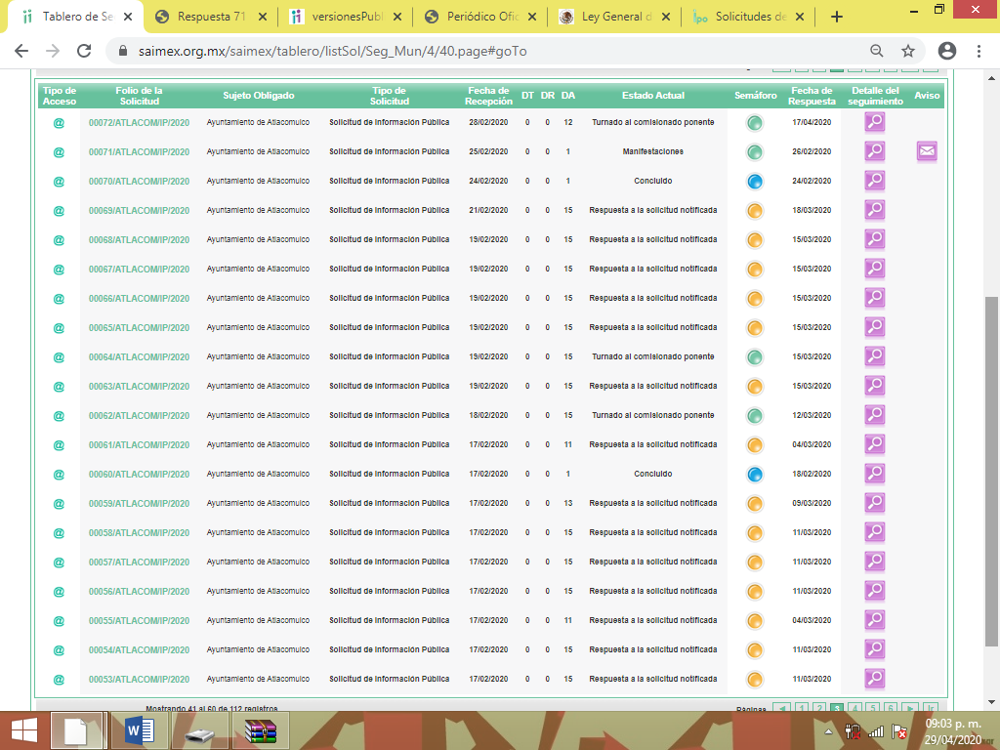 Tablero de Se
Respuesta 71
versionesPubl
Periódico Ofic
Ley General d
Solicitudes de
saimex.org.mx/saimex/tablero/listSol/Seg_Mun/4/40.page#goTo
Tipo de Acceso Folio de la Solicitud Sujeto Obligado Tipo de Solicitud Fecha de Recepción DT DR DA Estado Actual Semáforo Fecha de Respuesta Detalle del seguimiento Aviso
@ 00072/ATLACOM/IP/2020 Ayuntamiento de Atlacomulco Solicitud de Información Pública 28/02/2020 0 0 12 Turnado al comisionado ponente 17/04/2020
@ 00071/ATLACOM/IP/2020 Ayuntamiento de Atlacomulco Solicitud de Información Pública 25/02/2020 0 0 1 Manifestaciones 26/02/2020
@ 00070/ATLACOM/IP/2020 Ayuntamiento de Atlacomulco Solicitud de Información Pública 24/02/2020 0 0 1 Concluido 24/02/2020
@ 00069/ATLACOM/IP/2020 Ayuntamiento de Atlacomulco Solicitud de Información Pública 21/02/2020 0 0 15 Respuesta a la solicitud notificada 18/03/2020
@ 00068/ATLACOM/IP/2020 Ayuntamiento de Atlacomulco Solicitud de Información Pública 19/02/2020 0 0 15 Respuesta a la solicitud notificada 15/03/2020
@ 00067/ATLACOM/IP/2020 Ayuntamiento de Atlacomulco Solicitud de Información Pública 19/02/2020 0 0 15 Respuesta a la solicitud notificada 15/03/2020
@ 00066/ATLACOM/IP/2020 Ayuntamiento de Atlacomulco Solicitud de Información Pública 19/02/2020 0 0 15 Respuesta a la solicitud notificada 15/03/2020
@ 00065/ATLACOM/IP/2020 Ayuntamiento de Atlacomulco Solicitud de Información Pública 19/02/2020 0 0 15 Respuesta a la solicitud notificada 15/03/2020
@ 00064/ATLACOM/IP/2020 Ayuntamiento de Atlacomulco Solicitud de Información Pública 19/02/2020 0 0 15 Turnado al comisionado ponente 15/03/2020
@ 00063/ATLACOM/IP/2020 Ayuntamiento de Atlacomulco Solicitud de Información Pública 19/02/2020 0 0 15 Respuesta a la solicitud notificada 15/03/2020
@ 00062/ATLACOM/IP/2020 Ayuntamiento de Atlacomulco Solicitud de Información Pública 18/02/2020 0 0 15 Turnado al comisionado ponente 12/03/2020
@ 00061/ATLACOM/IP/2020 Ayuntamiento de Atlacomulco Solicitud de Información Pública 17/02/2020 0 0 11 Respuesta a la solicitud notificada 04/03/2020
@ 00060/ATLACOM/IP/2020 Ayuntamiento de Atlacomulco Solicitud de Información Pública 17/02/2020 0 0 1 Concluido 18/02/2020
@ 00059/ATLACOM/IP/2020 Ayuntamiento de Atlacomulco Solicitud de Información Pública 17/02/2020 0 0 13 Respuesta a la solicitud notificada 09/03/2020
@ 00058/ATLACOM/IP/2020 Ayuntamiento de Atlacomulco Solicitud de Información Pública 17/02/2020 0 0 15 Respuesta a la solicitud notificada 11/03/2020
@ 00057/ATLACOM/IP/2020 Ayuntamiento de Atlacomulco Solicitud de Información Pública 17/02/2020 0 0 15 Respuesta a la solicitud notificada 11/03/2020
@ 00056/ATLACOM/IP/2020 Ayuntamiento de Atlacomulco Solicitud de Información Pública 17/02/2020 0 0 15 Respuesta a la solicitud notificada 11/03/2020
@ 00055/ATLACOM/IP/2020 Ayuntamiento de Atlacomulco Solicitud de Información Pública 17/02/2020 0 0 11 Respuesta a la solicitud notificada 04/03/2020
@ 00054/ATLACOM/IP/2020 Ayuntamiento de Atlacomulco Solicitud de Información Pública 17/02/2020 0 0 15 Respuesta a la solicitud notificada 11/03/2020
@ 00053/ATLACOM/IP/2020 Ayuntamiento de Atlacomulco Solicitud de Información Pública 17/02/2020 0 0 15 Respuesta a la solicitud notificada 11/03/2020
Mostrando 41 al 60 de 112 registros Páginas 1 2 3 4 5 6 Ir
09:03 p. m.
29/04/2020